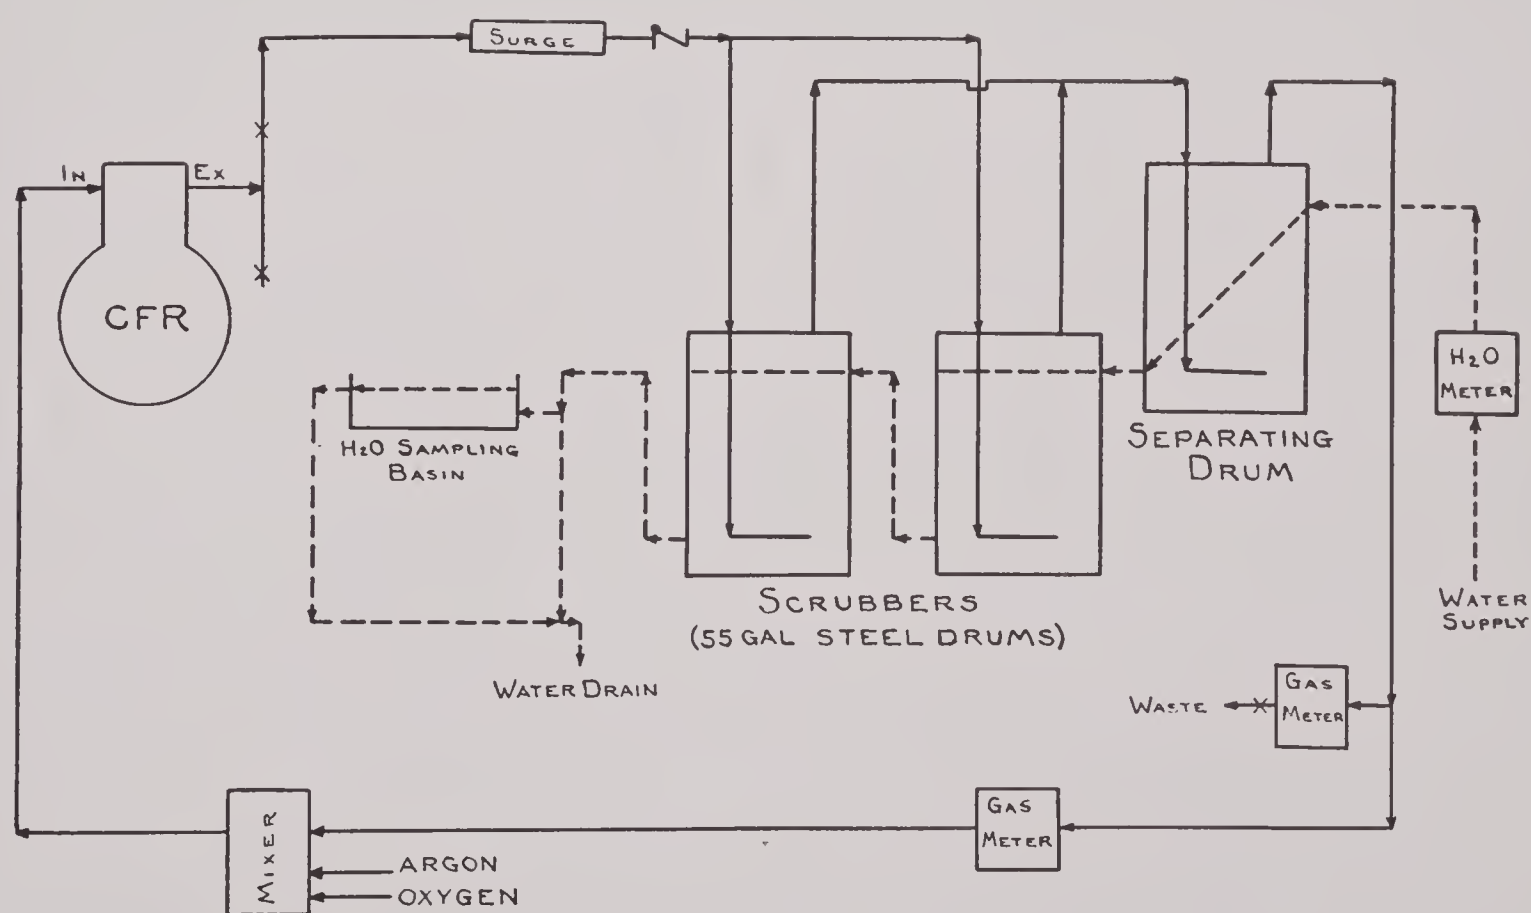 SURGE
IN
EX
CFR
H2O
METER
H2O SAMPLING
BASIN
SEPARATING
DRUM
SCRUBBERS
(55 GAL STEEL DRUMS)
WATER
SUPPLY
WATER DRAIN
WASTE
GAS
METER
GAS
METER
MIXER
ARGON
OXYGEN